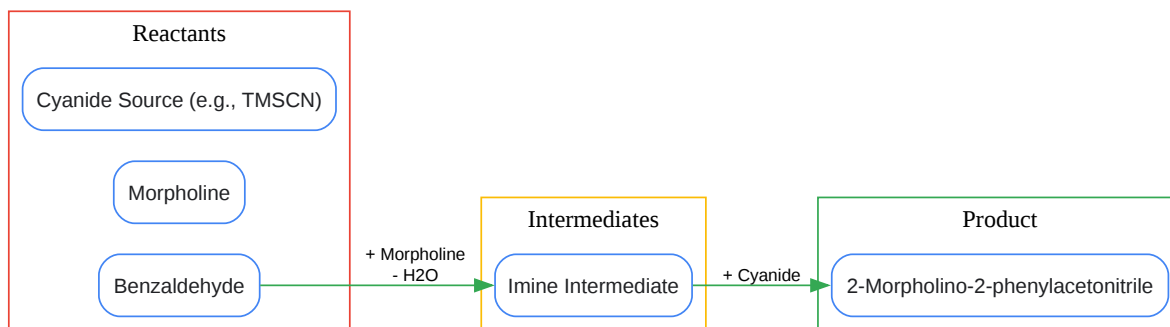 Reactants
Cyanide Source (e.g., TMSCN)
Morpholine
Benzaldehyde
+ Morpholine
- H2O
Intermediates
Imine Intermediate
+ Cyanide
Product
2-Morpholino-2-phenylacetonitrile